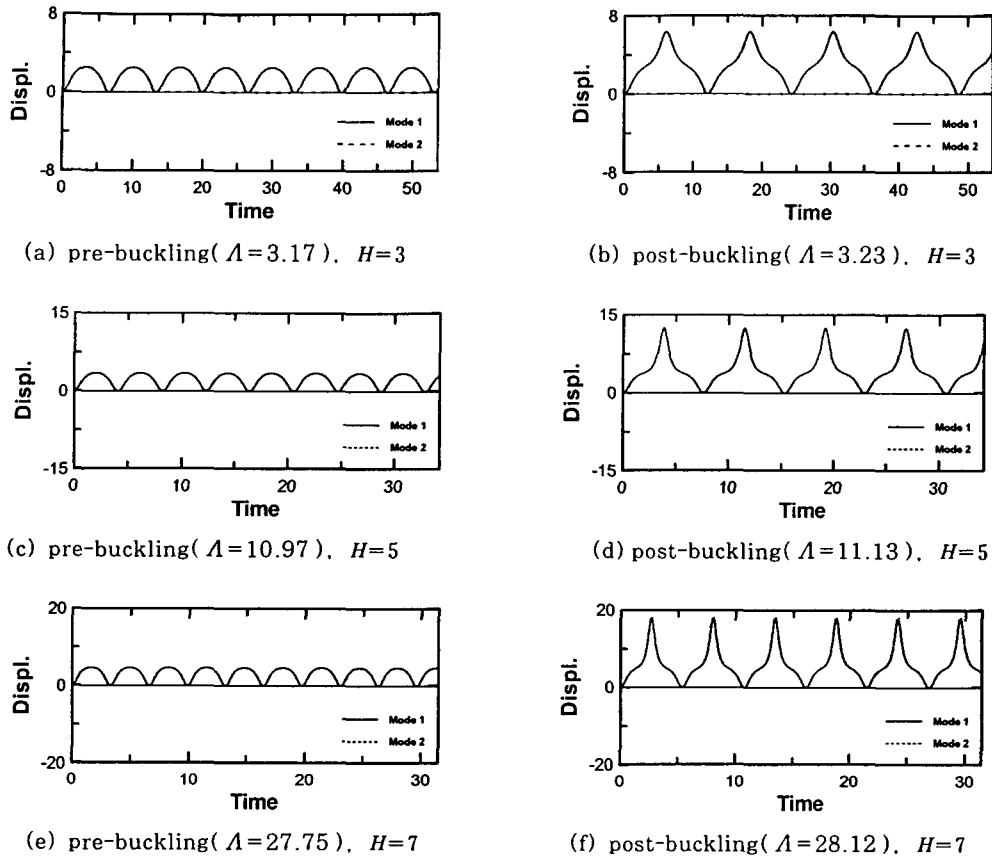 8
0
-8
Displ.
0 10 20 30 40 50
Time
Mode 1
Mode 2
(a) pre-buckling(Λ=3.17), H=3
8
0
-8
Displ.
0 10 20 30 40 50
Time
Mode 1
Mode 2
(b) post-buckling(Λ=3.23), H=3
15
0
-15
Displ.
0 10 20 30
Time
Mode 1
Mode 2
(c) pre-buckling(Λ=10.97), H=5
15
0
-15
Displ.
0 10 20 30
Time
Mode 1
Mode 2
(d) post-buckling(Λ=11.13), H=5
20
0
-20
Displ.
0 10 20 30
Time
Mode 1
Mode 2
(e) pre-buckling(Λ=27.75), H=7
20
0
-20
Displ.
0 10 20 30
Time
Mode 1
Mode 2
(f) post-buckling(Λ=28.12), H=7